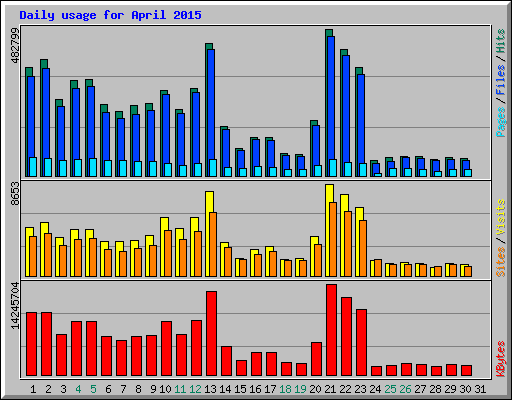 Daily usage for April 2015
482799
Pages / Files / Hits
8653
Sites / Visits
14245704
KBytes
1 2 3 4 5 6 7 8 9 10 11 12 13 14 15 16 17 18 19 20 21 22 23 24 25 26 27 28 29 30 31